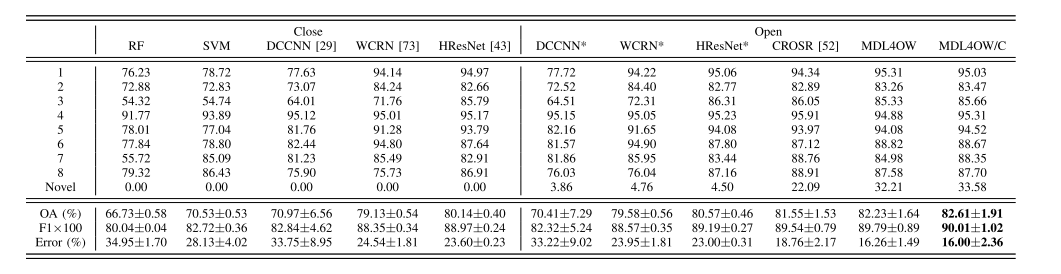 Close Open
RF SVM DCCNN [29] WCRN [73] HResNet [43] DCCNN* WCRN* HResNet* CROSR [52] MDL4OW MDL4OW/C
1 76.23 78.72 77.63 94.14 94.97 77.72 94.22 95.06 94.34 95.31 95.03
2 72.88 72.83 73.07 84.24 82.66 72.52 84.40 82.77 82.89 83.26 83.47
3 54.32 54.74 64.01 71.76 85.79 64.51 72.31 86.31 86.05 85.33 85.66
4 91.77 93.89 95.12 95.01 95.17 95.15 95.05 95.23 95.91 94.88 95.31
5 78.01 77.04 81.76 91.28 93.79 82.16 91.65 94.08 93.97 94.08 94.52
6 77.84 78.80 82.44 94.80 87.64 81.57 94.90 87.80 87.12 88.82 88.67
7 55.72 85.09 81.23 85.49 82.91 81.86 85.95 83.44 88.76 84.98 88.35
8 79.32 86.43 75.90 75.73 86.91 76.03 76.04 87.16 88.91 87.58 87.70
Novel 0.00 0.00 0.00 0.00 0.00 3.86 4.76 4.50 22.09 32.21 33.58
OA (%) 66.73±0.58 70.53±0.53 70.97±6.56 79.13±0.54 80.14±0.40 70.41±7.29 79.58±0.56 80.57±0.46 81.55±1.53 82.23±1.64 82.61±1.91
F1×100 80.04±0.04 82.72±0.36 82.84±4.62 88.35±0.34 88.97±0.24 82.32±5.24 88.57±0.35 89.19±0.27 89.54±0.79 89.79±0.89 90.01±1.02
Error (%) 34.95±1.70 28.13±4.02 33.75±8.95 24.54±1.81 23.60±0.23 33.22±9.02 23.95±1.81 23.00±0.31 18.76±2.17 16.26±1.49 16.00±2.36